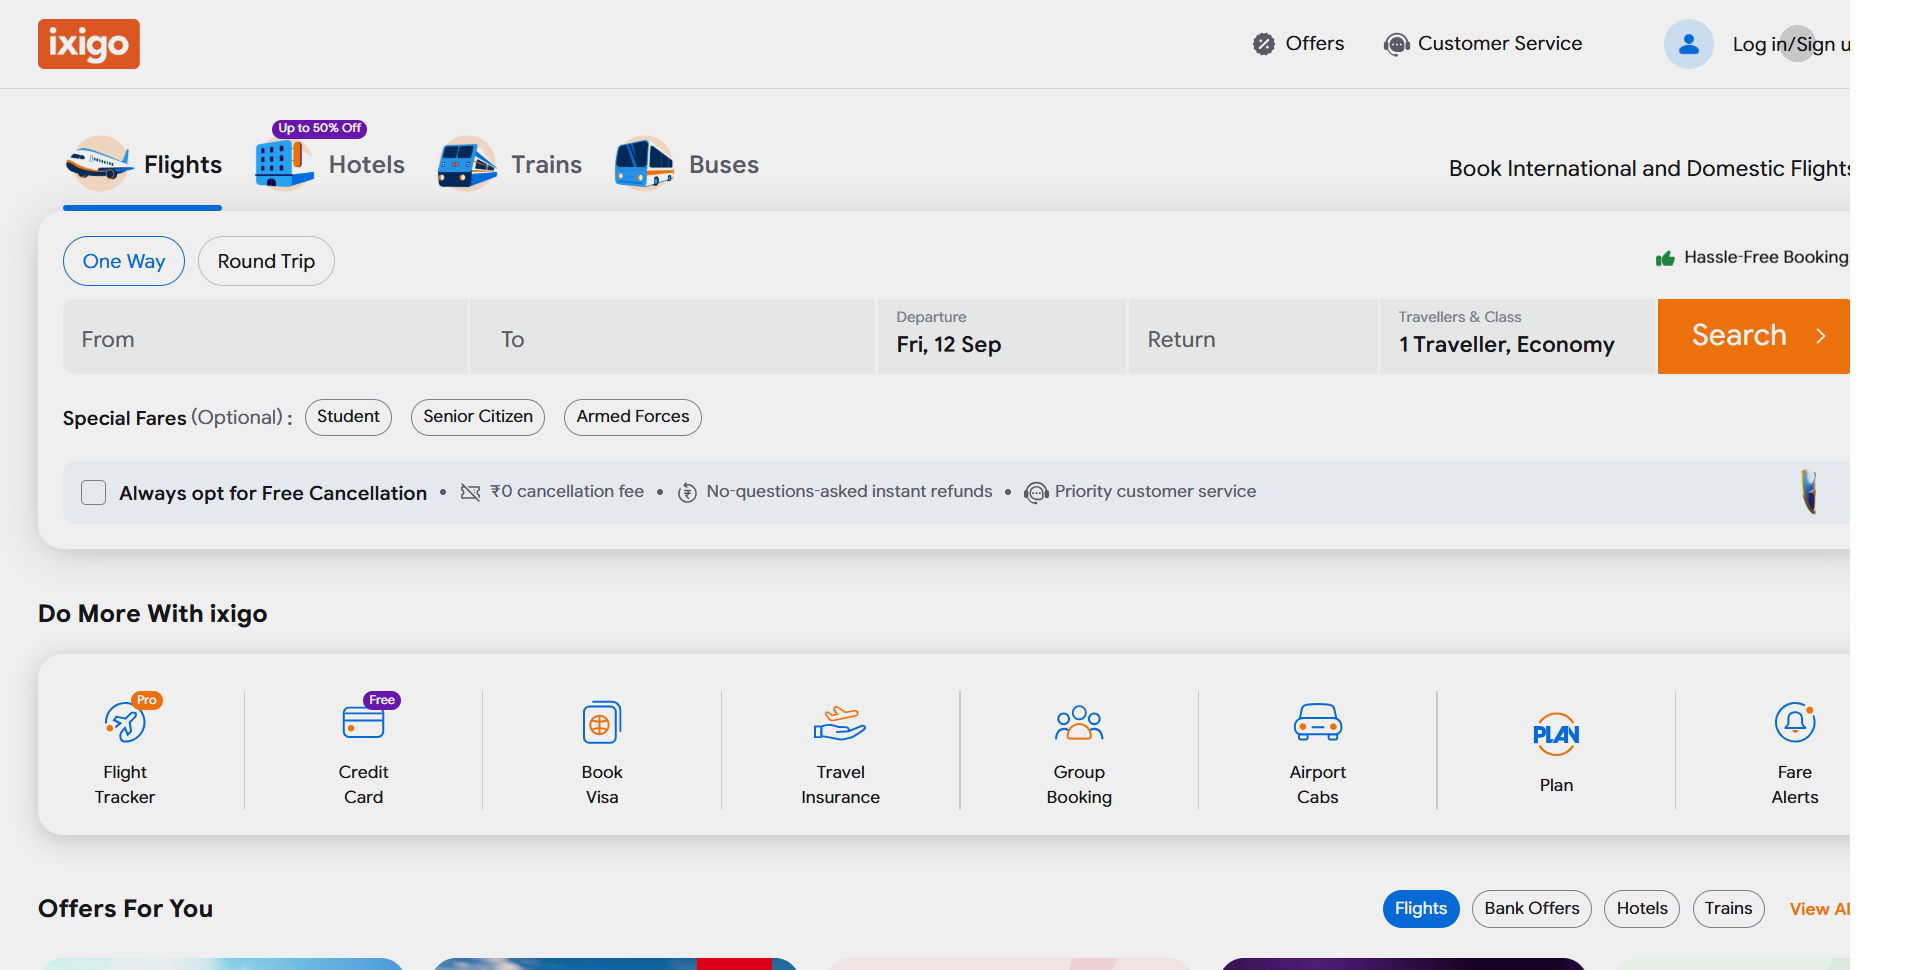 ixigo
Offers
Customer Service
Log in/Sign u
Flights
Up to 50% Off
Hotels
Trains
Buses
Book International and Domestic Flights
One Way
Round Trip
Hassle-Free Booking
From
To
Departure
Fri, 12 Sep
Return
Travellers & Class
1 Traveller, Economy
Search
Special Fares (Optional) :
Student
Senior Citizen
Armed Forces
Always opt for Free Cancellation • ₹0 cancellation fee • No-questions-asked instant refunds • Priority customer service
Do More With ixigo
Pro
Flight
Tracker
Free
Credit
Card
Book
Visa
Travel
Insurance
Group
Booking
Airport
Cabs
PLAN
Plan
Fare
Alerts
Offers For You
Flights
Bank Offers
Hotels
Trains
View Al